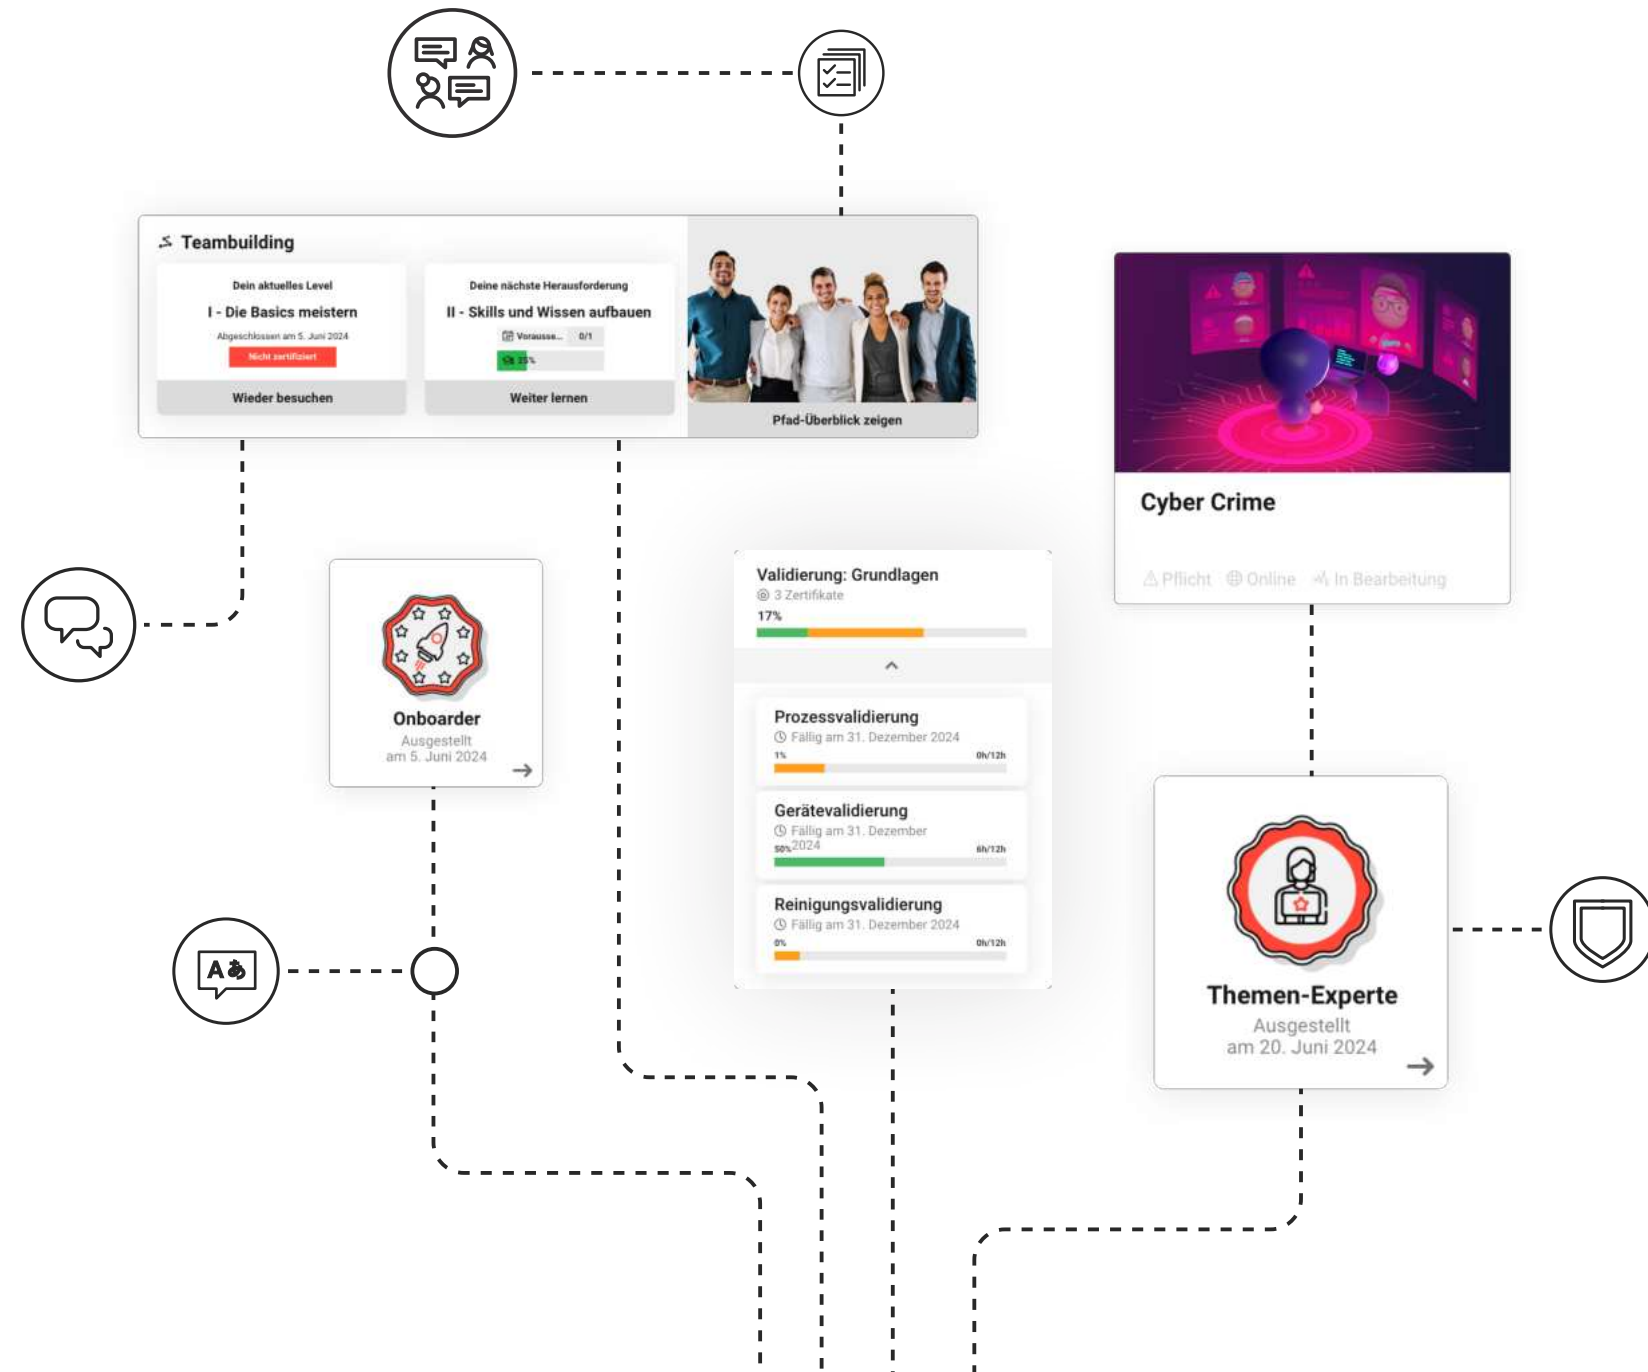 Teambuilding
Dein aktuelles Level
I - Die Basics meistern
Abgeschlossen am 5. Juni 2024
Nicht zertifiziert
Wieder besuchen
Deine nächste Herausforderung
II - Skills und Wissen aufbauen
Vorausse... 0/1
25%
Weiter lernen
Pfad-Überblick zeigen
Cyber Crime
Pflicht Online In Bearbeitung
Onboarder
Ausgestellt
am 5. Juni 2024
Validierung: Grundlagen
3 Zertifikate
17%
Prozessvalidierung
Fällig am 31. Dezember 2024
1% 0h/12h
Gerätevalidierung
Fällig am 31. Dezember
2024
50% 6h/12h
Reinigungsvalidierung
Fällig am 31. Dezember 2024
0% 0h/12h
Themen-Experte
Ausgestellt
am 20. Juni 2024
A あ